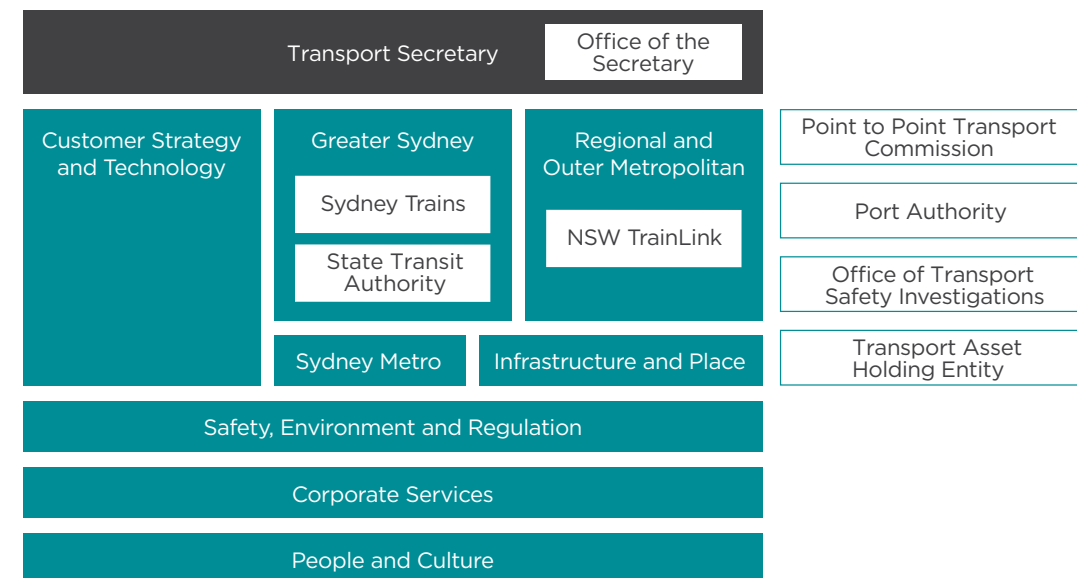 Transport Secretary
Office of the
Secretary
Customer Strategy
and Technology
Greater Sydney
Sydney Trains
State Transit
Authority
Regional and
Outer Metropolitan
NSW TrainLink
Sydney Metro
Infrastructure and Place
Safety, Environment and Regulation
Corporate Services
People and Culture
Point to Point Transport
Commission
Port Authority
Office of Transport
Safety Investigations
Transport Asset
Holding Entity